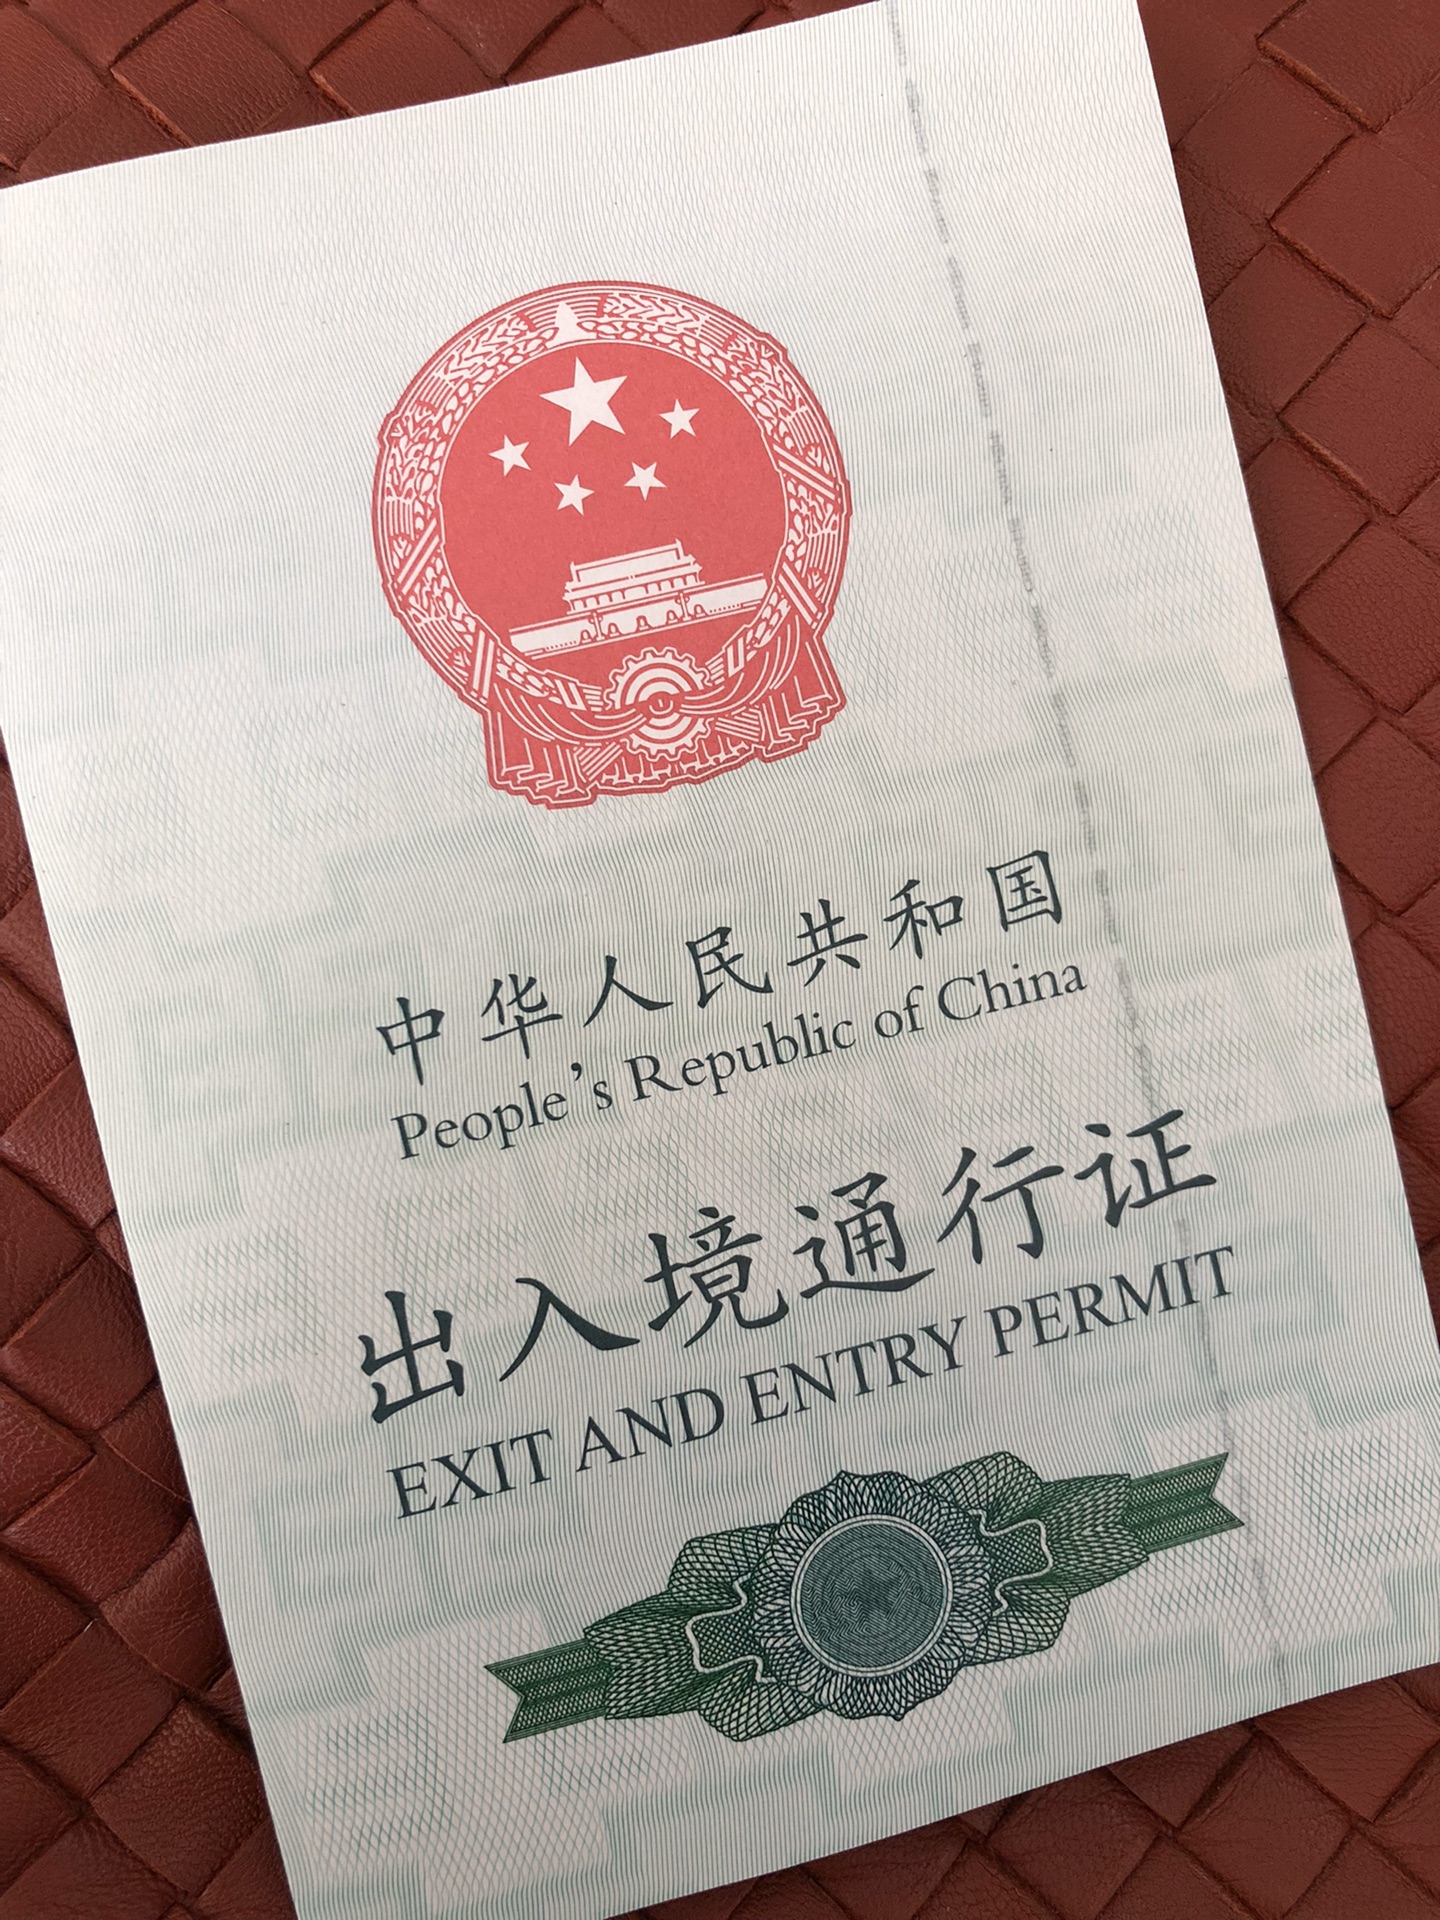 中华人民共和国
People's Republic of China
出入境通行证
EXIT AND ENTRY PERMIT